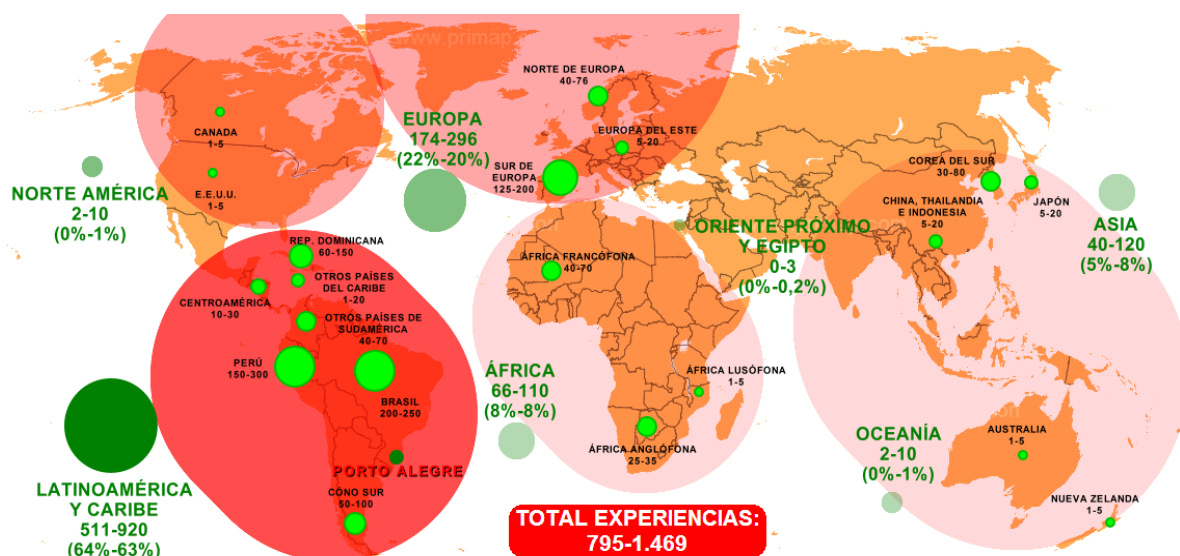 www.primap
NORTE DE EUROPA
40-76
EUROPA
174-296
(22%-20%)
CANADA
1-5
EUROPA DEL ESTE
5-20
SUR DE
EUROPA
125-200
COREA DEL SUR
30-80
NORTE AMÉRICA
2-10
(0%-1%)
E.E.U.U.
1-5
CHINA, THAILANDIA
E INDONESIA
5-20
JAPÓN
5-20
ASIA
40-120
(5%-8%)
REP. DOMINICANA
60-150
ORIENTE PRÓXIMO
Y EGIPTO
0-3
(0%-0,2%)
ÁFRICA FRANCÓFONA
40-70
OTROS PAÍSES
DEL CARIBE
1-20
CENTROAMÉRICA
10-30
OTROS PAÍSES DE
SUDAMÉRICA
40-70
PERÚ
150-300
BRASIL
200-250
ÁFRICA
66-110
(8%-8%)
ÁFRICA LUSÓFONA
1-5
ÁFRICA ANGLÓFONA
25-35
OCEANÍA
2-10
(0%-1%)
AUSTRALIA
1-5
PORTO ALEGRE
LATINOAMÉRICA
Y CARIBE
511-920
(64%-63%)
CONO SUR
50-100
NUEVA ZELANDA
1-5
TOTAL EXPERIENCIAS:
795-1.469